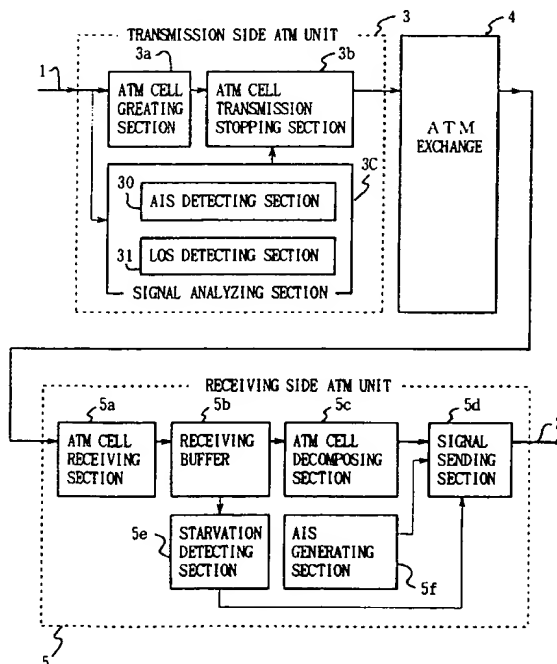 TRANSMISSION SIDE ATM UNIT
3
4
3a
3b
1
ATM CELL
GREATING
SECTION
ATM CELL
TRANSMISSION
STOPPING SECTION
ATM
EXCHANGE
3C
30
AIS DETECTING SECTION
31
LOS DETECTING SECTION
SIGNAL ANALYZING SECTION
RECEIVING SIDE ATM UNIT
5a
5b
5c
5d
ATM CELL
RECEIVING
SECTION
RECEIVING
BUFFER
ATM CELL
DECOMPOSING
SECTION
SIGNAL
SENDING
SECTION
5e
STARVATION
DETECTING
SECTION
AIS
GENERATING
SECTION
5f
5